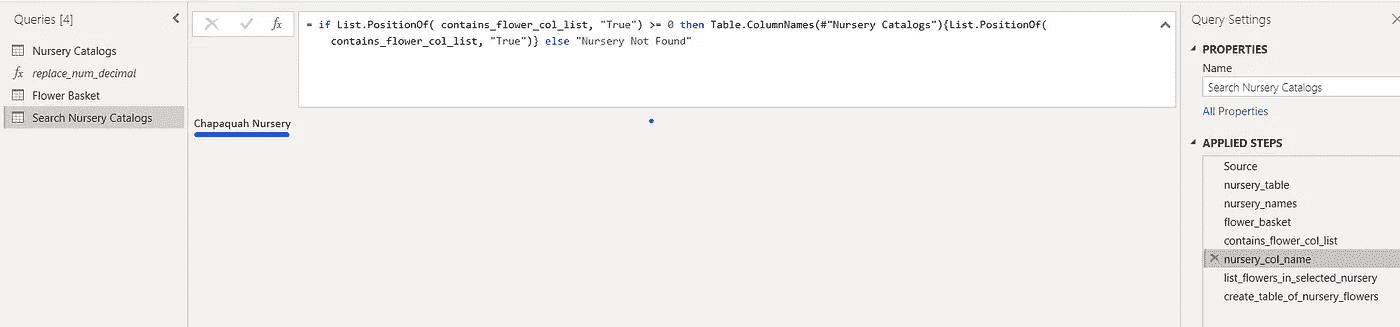 Queries [4]
Nursery Catalogs
fx replace_num_decimal
Flower Basket
Search Nursery Catalogs
fx
= if List.PositionOf( contains_flower_col_list, "True") >= 0 then Table.ColumnNames(#"Nursery Catalogs"){List.PositionOf(
contains_flower_col_list, "True")} else "Nursery Not Found"
Chapaquah Nursery
Query Settings
PROPERTIES
Name
Search Nursery Catalogs
All Properties
APPLIED STEPS
Source
nursery_table
nursery_names
flower_basket
contains_flower_col_list
nursery_col_name
list_flowers_in_selected_nursery
create_table_of_nursery_flowers